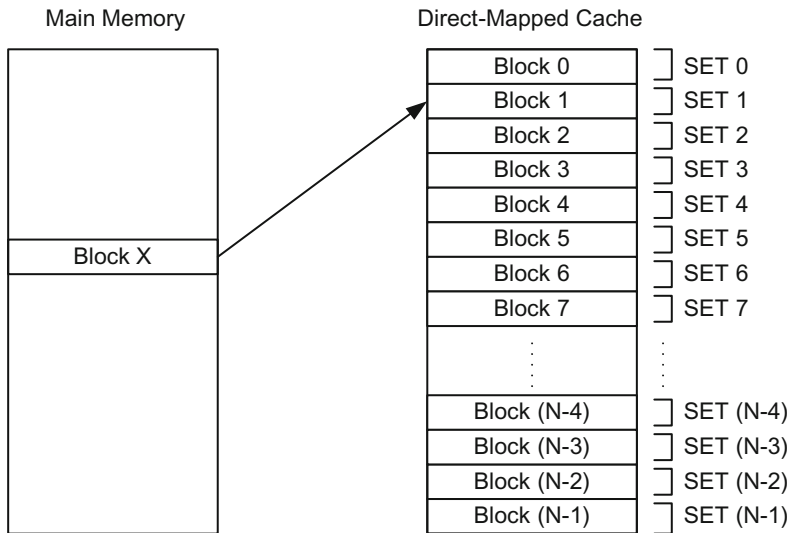 Main Memory
Direct-Mapped Cache
Block X
Block 0 SET 0
Block 1 SET 1
Block 2 SET 2
Block 3 SET 3
Block 4 SET 4
Block 5 SET 5
Block 6 SET 6
Block 7 SET 7
Block (N-4) SET (N-4)
Block (N-3) SET (N-3)
Block (N-2) SET (N-2)
Block (N-1) SET (N-1)